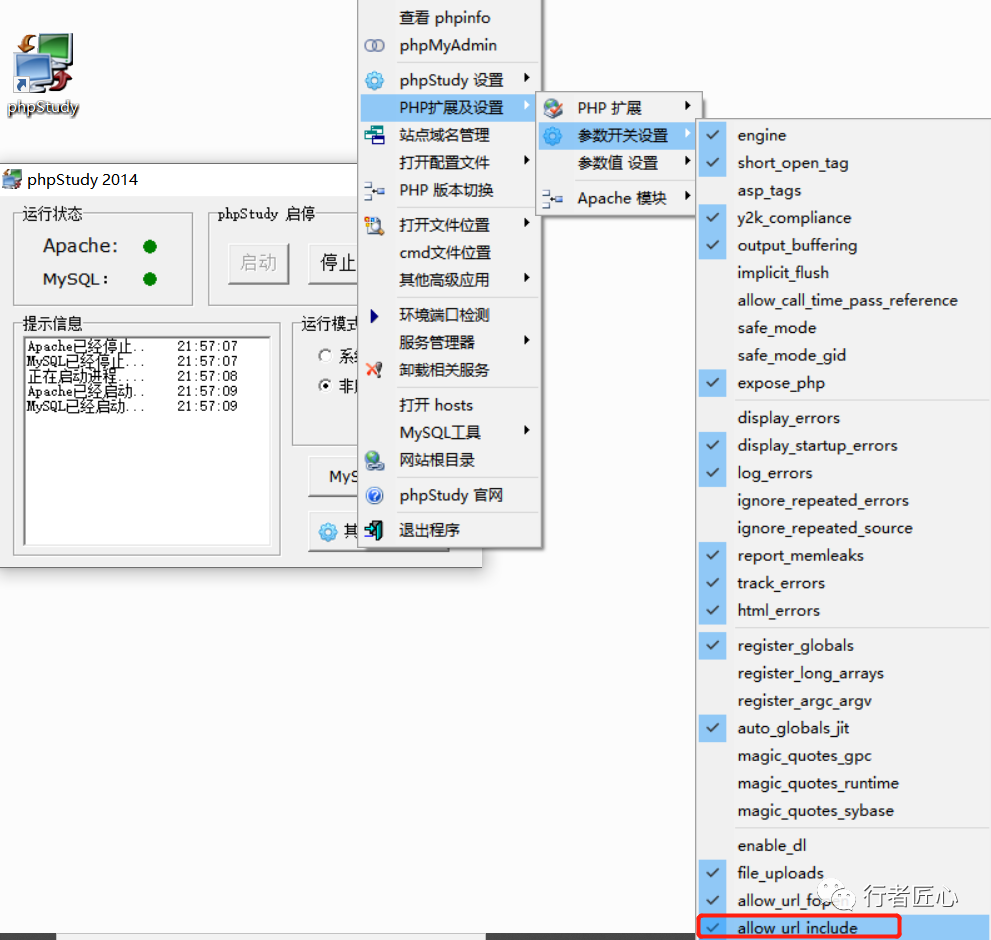 phpStudy
phpStudy 2014
运行状态
Apache:
MySQL:
phpStudy 启停
启动
停止
提示信息
Apache已经停止.. 21:57:07
MySQL已经停止... 21:57:07
正在启动进程.... 21:57:08
Apache已经启动.. 21:57:09
MySQL已经启动... 21:57:09
运行模式
查看 phpinfo
phpMyAdmin
phpStudy 设置
PHP扩展及设置
站点域名管理
打开配置文件
PHP 版本切换
打开文件位置
cmd文件位置
其他高级应用
环境端口检测
服务管理器
卸载相关服务
打开 hosts
MySQL工具
网站根目录
phpStudy 官网
退出程序
PHP 扩展
参数开关设置
参数值 设置
Apache 模块
engine
short_open_tag
asp_tags
y2k_compliance
output_buffering
implicit_flush
allow_call_time_pass_reference
safe_mode
safe_mode_gid
expose_php
display_errors
display_startup_errors
log_errors
ignore_repeated_errors
ignore_repeated_source
report_memleaks
track_errors
html_errors
register_globals
register_long_arrays
register_argc_argv
auto_globals_jit
magic_quotes_gpc
magic_quotes_runtime
magic_quotes_sybase
enable_dl
file_uploads
allow_url_fopen
行者匠心
allow_url_include